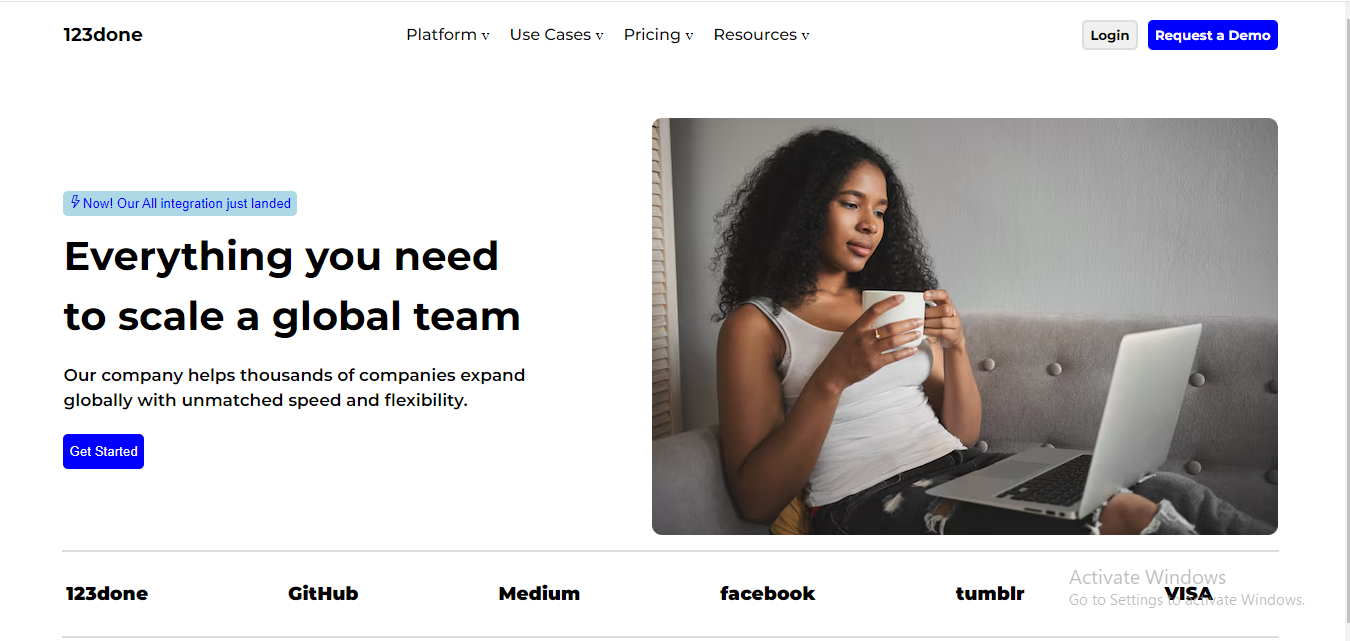 123done
Platform v Use Cases v Pricing v Resources v
Login Request a Demo
Now! Our All integration just landed
Everything you need
to scale a global team
Our company helps thousands of companies expand
globally with unmatched speed and flexibility.
Get Started
123done GitHub Medium facebook tumblr VISA
Activate Windows
Go to Settings to activate Windows.